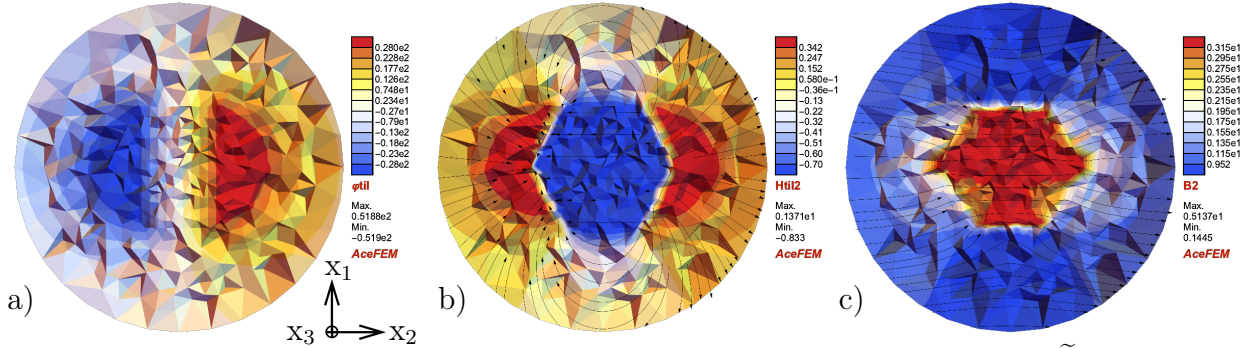 0.280e2
0.228e2
0.177e2
0.126e2
0.748e1
0.234e1
−0.27e1
−0.79e1
−0.13e2
−0.18e2
−0.23e2
−0.28e2
φtil
Max.
0.5188e2
Min.
−0.519e2
AceFEM
a)
x1
x3
x2
0.342
0.247
0.152
0.580e−1
−0.36e−1
−0.13
−0.22
−0.32
−0.41
−0.51
−0.60
−0.70
Htil2
Max.
0.1371e1
Min.
−0.833
AceFEM
b)
0.315e1
0.295e1
0.275e1
0.255e1
0.235e1
0.215e1
0.195e1
0.175e1
0.155e1
0.135e1
0.115e1
0.952
B2
Max.
0.5137e1
Min.
0.1445
AceFEM
c)